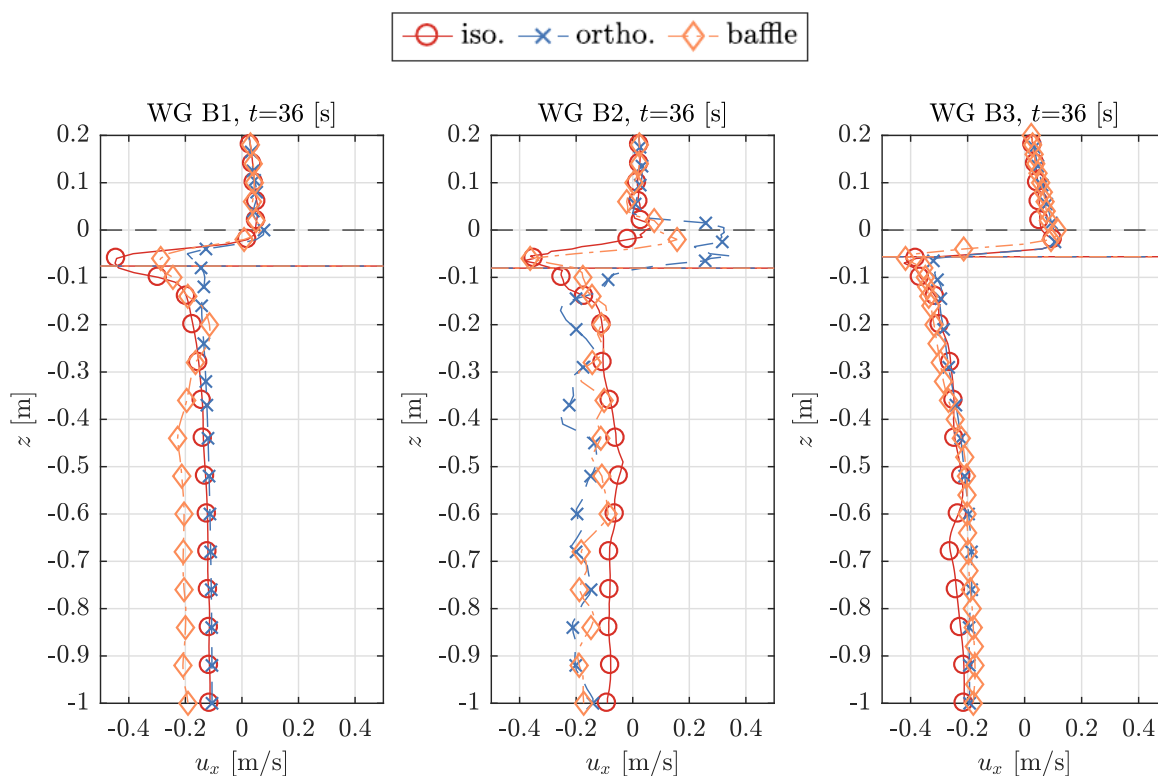 iso. ortho. baffle
WG B1, t=36 [s] WG B2, t=36 [s] WG B3, t=36 [s]
0.2 0.2 0.2
0.1 0.1 0.1
0 0 0
-0.1 -0.1 -0.1
-0.2 -0.2 -0.2
-0.3 -0.3 -0.3
-0.4 -0.4 -0.4
-0.5 -0.5 -0.5
-0.6 -0.6 -0.6
-0.7 -0.7 -0.7
-0.8 -0.8 -0.8
-0.9 -0.9 -0.9
-1 -1 -1
z [m] z [m] z [m]
-0.4 -0.2 0 0.2 0.4 -0.4 -0.2 0 0.2 0.4 -0.4 -0.2 0 0.2 0.4
u_x [m/s] u_x [m/s] u_x [m/s]